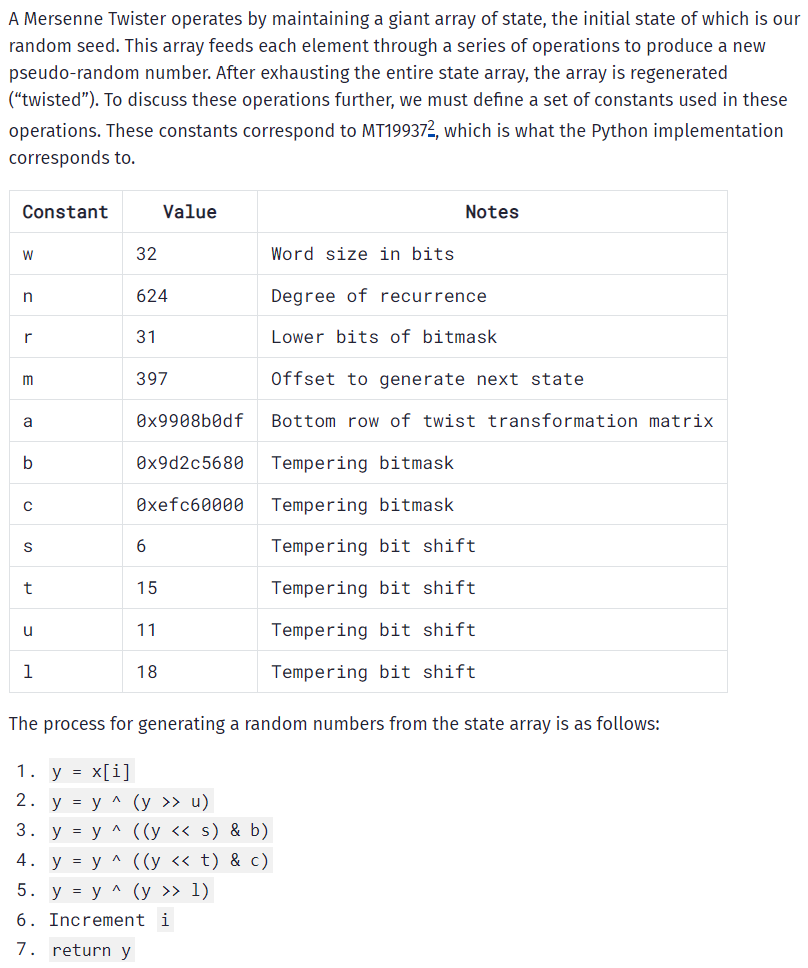 A Mersenne Twister operates by maintaining a giant array of state, the initial state of which is our
random seed. This array feeds each element through a series of operations to produce a new
pseudo-random number. After exhausting the entire state array, the array is regenerated
(“twisted”). To discuss these operations further, we must define a set of constants used in these
operations. These constants correspond to MT19937², which is what the Python implementation
corresponds to.
Constant Value Notes
w 32 Word size in bits
n 624 Degree of recurrence
r 31 Lower bits of bitmask
m 397 Offset to generate next state
a 0x9908b0df Bottom row of twist transformation matrix
b 0x9d2c5680 Tempering bitmask
c 0xefc60000 Tempering bitmask
s 6 Tempering bit shift
t 15 Tempering bit shift
u 11 Tempering bit shift
l 18 Tempering bit shift
The process for generating a random numbers from the state array is as follows:
1. y = x[i]
2. y = y ^ (y >> u)
3. y = y ^ ((y << s) & b)
4. y = y ^ ((y << t) & c)
5. y = y ^ (y >> l)
6. Increment i
7. return y